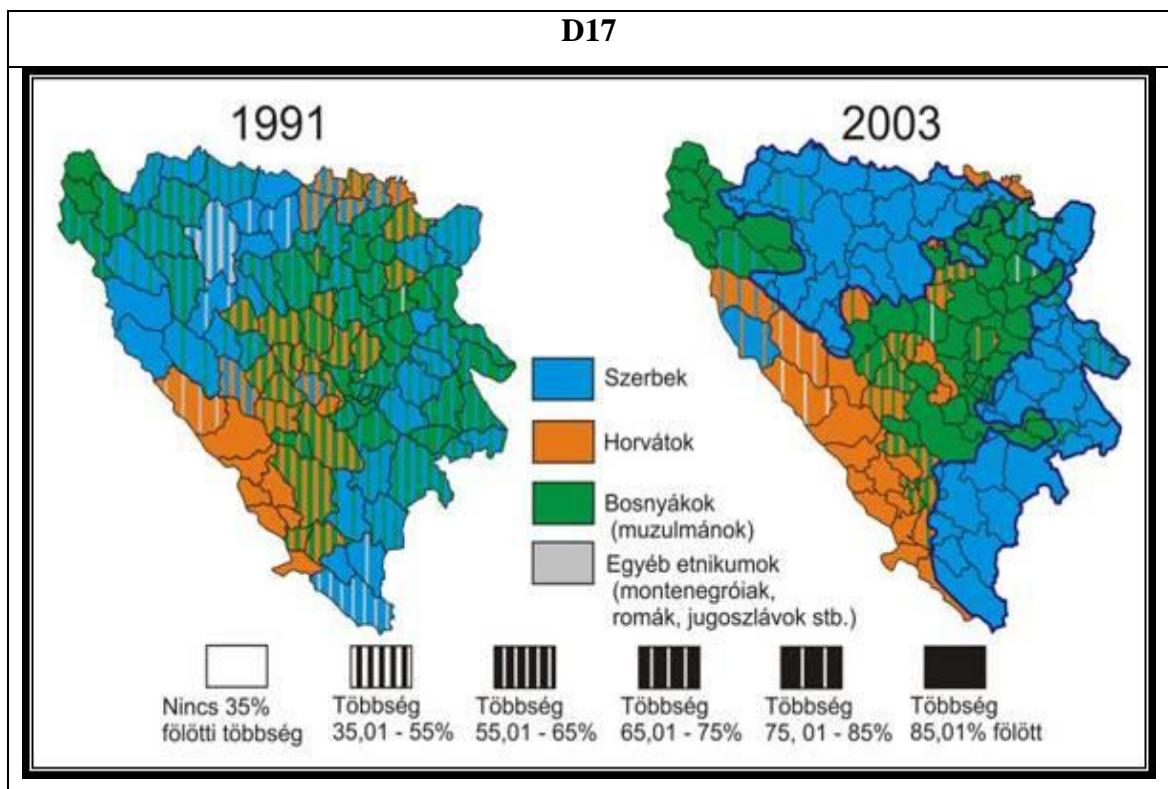 D17
1991
2003
Szerbek
Horvátok
Bosnyákok
(muzulmánok)
Egyéb etnikumok
(montenegróiak,
romák, jugoszlávok stb.)
Nincs 35%
fölötti többség
Többség
35,01 - 55%
Többség
55,01 - 65%
Többség
65,01 - 75%
Többség
75, 01 - 85%
Többség
85,01% fölött